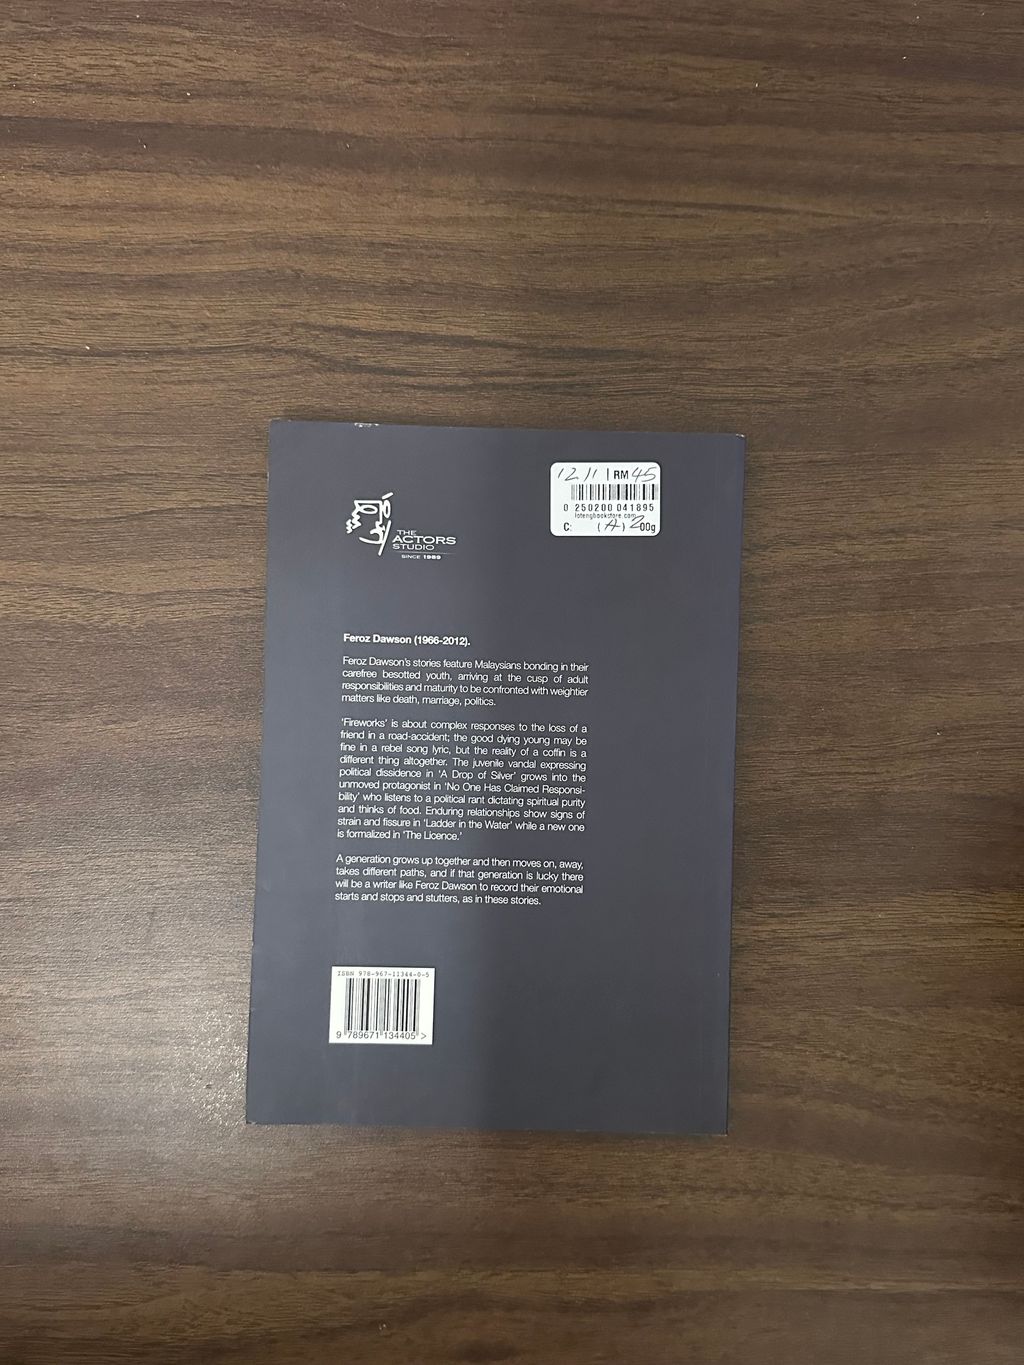 12.11 | RM 45
0 250200 041895
lotengbookstore.com
C: (A) 200g
THE
ACTORS
STUDIO
SINCE 1989
Feroz Dawson (1966-2012).
Feroz Dawson's stories feature Malaysians bonding in their
carefree besotted youth, arriving at the cusp of adult
responsibilities and maturity to be confronted with weightier
matters like death, marriage, politics.
'Fireworks' is about complex responses to the loss of a
friend in a road-accident; the good dying young may be
fine in a rebel song lyric, but the reality of a coffin is a
different thing altogether. The juvenile vandal expressing
political dissidence in 'A Drop of Silver' grows into the
unmoved protagonist in 'No One Has Claimed Responsi-
bility' who listens to a political rant dictating spiritual purity
and thinks of food. Enduring relationships show signs of
strain and fissure in 'Ladder in the Water' while a new one
is formalized in 'The Licence.'
A generation grows up together and then moves on, away,
takes different paths, and if that generation is lucky there
will be a writer like Feroz Dawson to record their emotional
starts and stops and stutters, as in these stories.
ISBN 978-967-11344-0-5
9 789671 134405 >